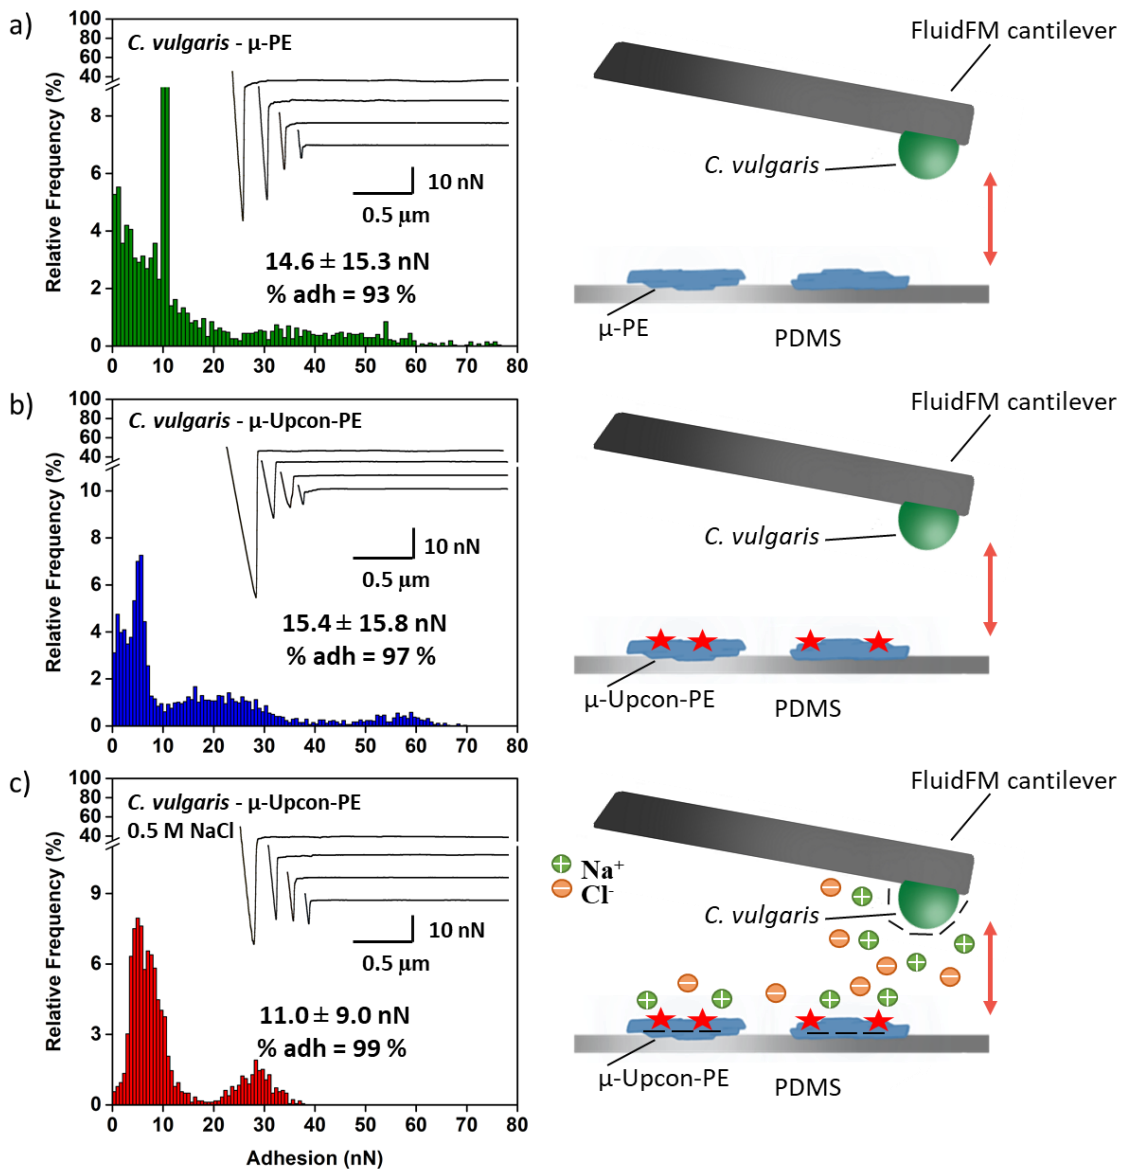 a)
100
80
60
40
8
6
4
2
0
Relative Frequency (%)
C. vulgaris - μ-PE
10 nN
0.5 μm
14.6 ± 15.3 nN
% adh = 93 %
0 10 20 30 40 50 60 70 80
FluidFM cantilever
C. vulgaris
μ-PE
PDMS
b)
100
80
60
40
10
8
6
4
2
0
Relative Frequency (%)
C. vulgaris - μ-Upcon-PE
10 nN
0.5 μm
15.4 ± 15.8 nN
% adh = 97 %
0 10 20 30 40 50 60 70 80
FluidFM cantilever
C. vulgaris
μ-Upcon-PE
PDMS
c)
100
80
60
40
9
6
3
0
Relative Frequency (%)
C. vulgaris - μ-Upcon-PE
0.5 M NaCl
10 nN
0.5 μm
11.0 ± 9.0 nN
% adh = 99 %
0 10 20 30 40 50 60 70 80
Adhesion (nN)
FluidFM cantilever
Na⁺
Cl⁻
C. vulgaris
μ-Upcon-PE
PDMS